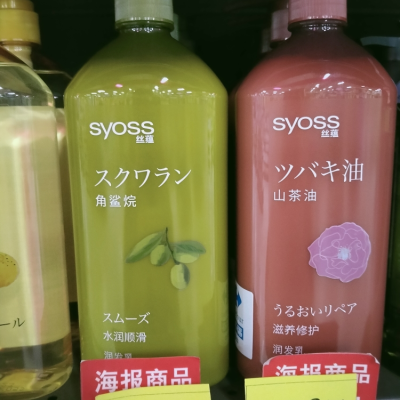 ール
syoss
丝蕴
スクワラン
角鲨烷
スムーズ
水润顺滑
润发乳
海报商品
syoss
丝蕴
ツバキ油
山茶油
うるおいリペア
滋养修护
润发乳
海报商品